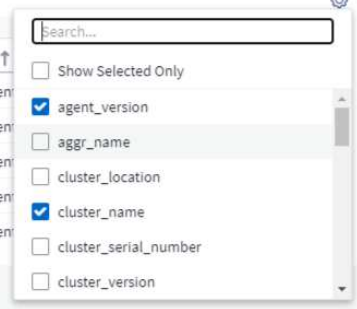 Search...
Show Selected Only
agent_version
aggr_name
cluster_location
cluster_name
cluster_serial_number
cluster_version